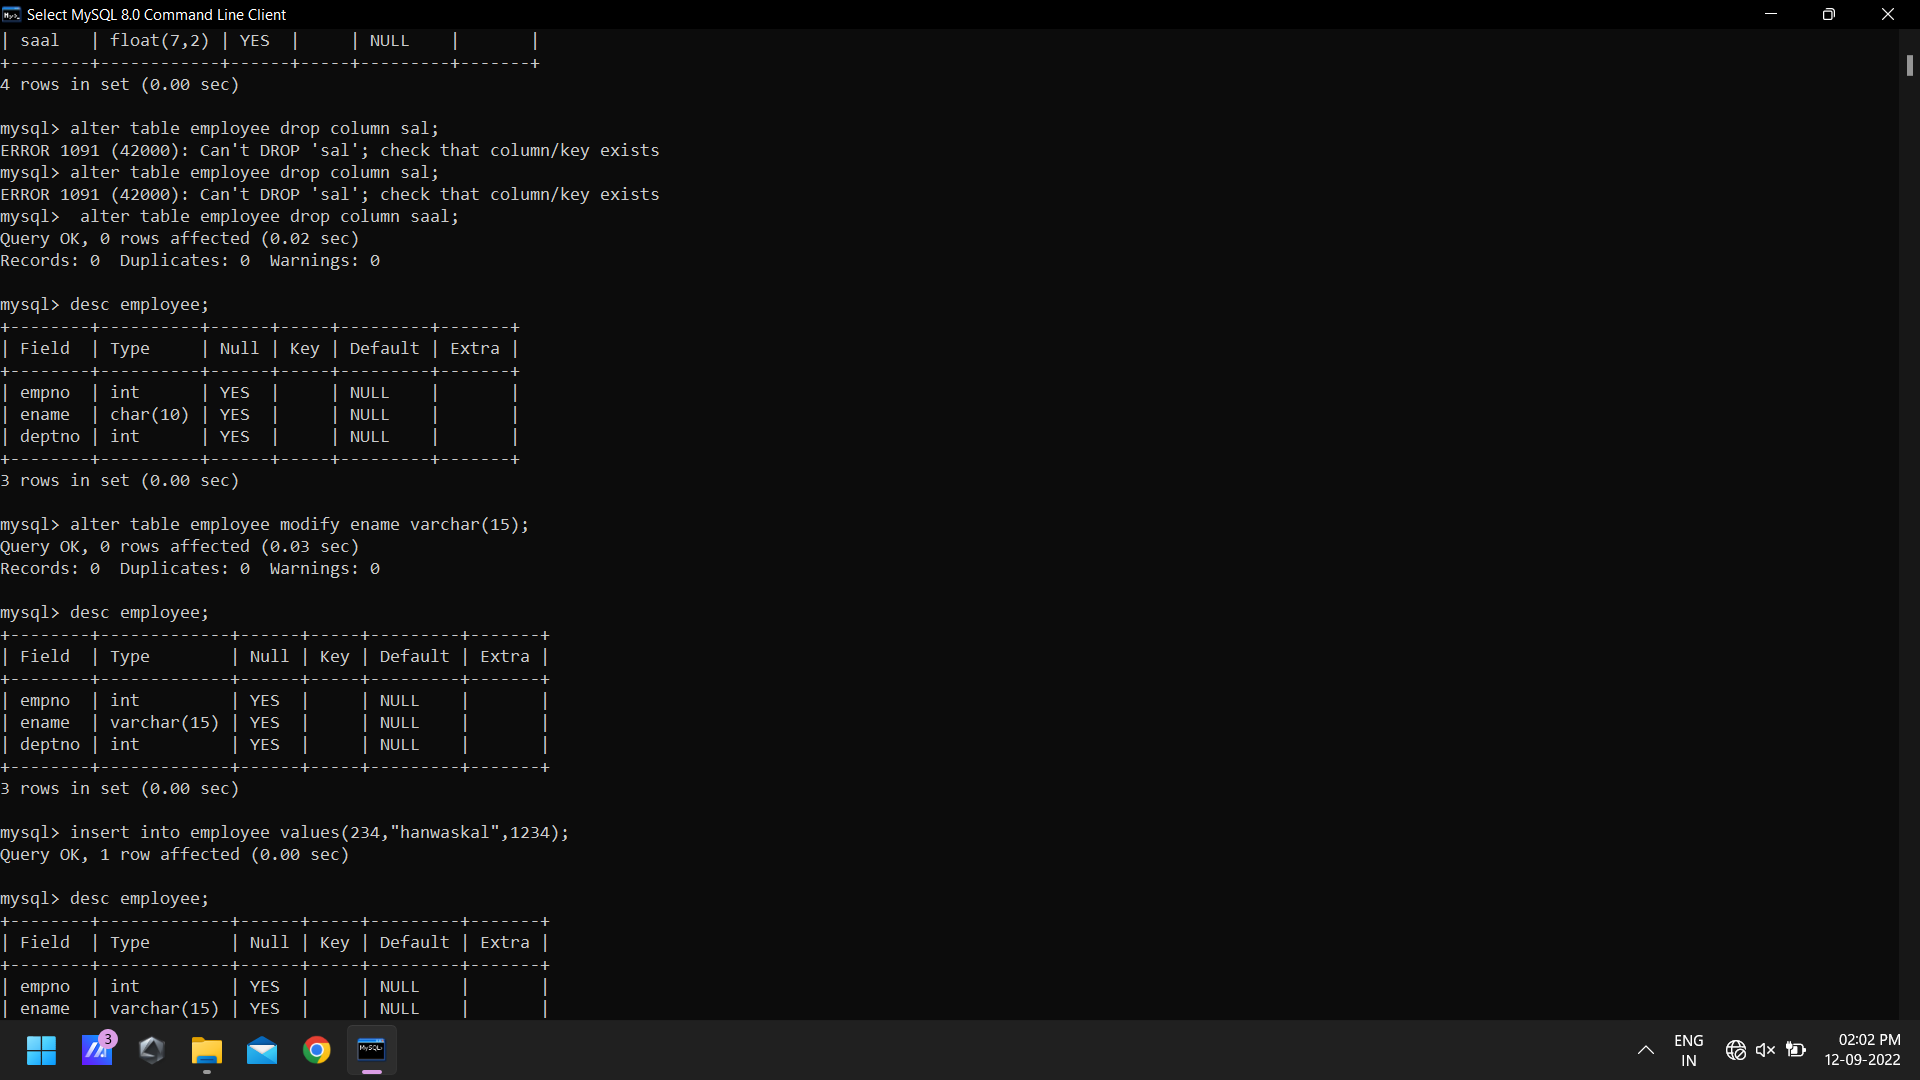 Select MySQL 8.0 Command Line Client
| saal   | float(7,2) | YES  |     | NULL    |       |
+--------+------------+------+-----+---------+-------+
4 rows in set (0.00 sec)
mysql> alter table employee drop column sal;
ERROR 1091 (42000): Can't DROP 'sal'; check that column/key exists
mysql> alter table employee drop column sal;
ERROR 1091 (42000): Can't DROP 'sal'; check that column/key exists
mysql>  alter table employee drop column saal;
Query OK, 0 rows affected (0.02 sec)
Records: 0  Duplicates: 0  Warnings: 0
mysql> desc employee;
+--------+----------+------+-----+---------+-------+
| Field  | Type     | Null | Key | Default | Extra |
+--------+----------+------+-----+---------+-------+
| empno  | int      | YES  |     | NULL    |       |
| ename  | char(10) | YES  |     | NULL    |       |
| deptno | int      | YES  |     | NULL    |       |
+--------+----------+------+-----+---------+-------+
3 rows in set (0.00 sec)
mysql> alter table employee modify ename varchar(15);
Query OK, 0 rows affected (0.03 sec)
Records: 0  Duplicates: 0  Warnings: 0
mysql> desc employee;
+--------+-------------+------+-----+---------+-------+
| Field  | Type        | Null | Key | Default | Extra |
+--------+-------------+------+-----+---------+-------+
| empno  | int         | YES  |     | NULL    |       |
| ename  | varchar(15) | YES  |     | NULL    |       |
| deptno | int         | YES  |     | NULL    |       |
+--------+-------------+------+-----+---------+-------+
3 rows in set (0.00 sec)
mysql> insert into employee values(234,"hanwaskal",1234);
Query OK, 1 row affected (0.00 sec)
mysql> desc employee;
+--------+-------------+------+-----+---------+-------+
| Field  | Type        | Null | Key | Default | Extra |
+--------+-------------+------+-----+---------+-------+
| empno  | int         | YES  |     | NULL    |       |
| ename  | varchar(15) | YES  |     | NULL    |       |
3
MySQL
ENG
IN
02:02 PM
12-09-2022